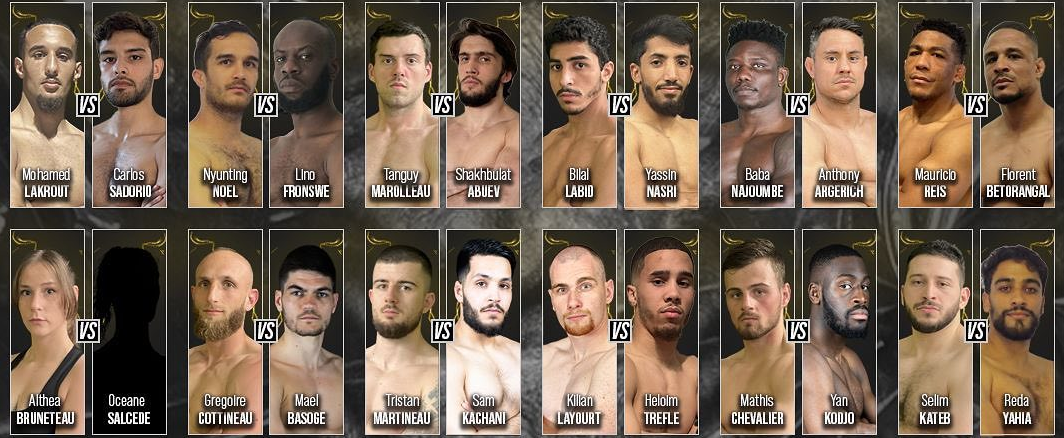 Mohamed
LAKROUT
VS
Carlos
SADORIO
Nyunting
NOEL
VS
Lino
FRONSWE
Tanguy
MAROLLEAU
VS
Shakhbulat
ABUEV
Bilal
LABID
VS
Yassin
NASRI
Baba
NAJOUMBE
VS
Anthony
ARGERICH
Mauricio
REIS
VS
Florent
BETORANGAL
Althea
BRUNETEAU
VS
Oceane
SALCEDE
Gregoire
COTTINEAU
VS
Mael
BASOGE
Tristan
MARTINEAU
VS
Sam
KACHANI
Kilian
LAYOURT
VS
Heloim
TREFLE
Mathis
CHEVALIER
VS
Yan
KODJO
Selim
KATEB
VS
Reda
YAHIA